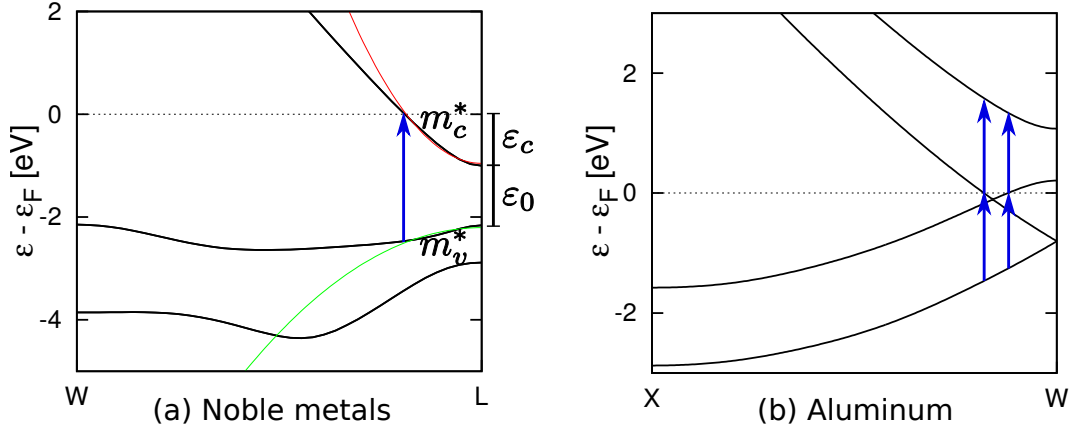 ε - ε_F [eV]
2
0
-2
-4
m_c^*
ε_c
ε_0
m_v^*
W
L
(a) Noble metals
ε - ε_F [eV]
2
0
-2
X
W
(b) Aluminum